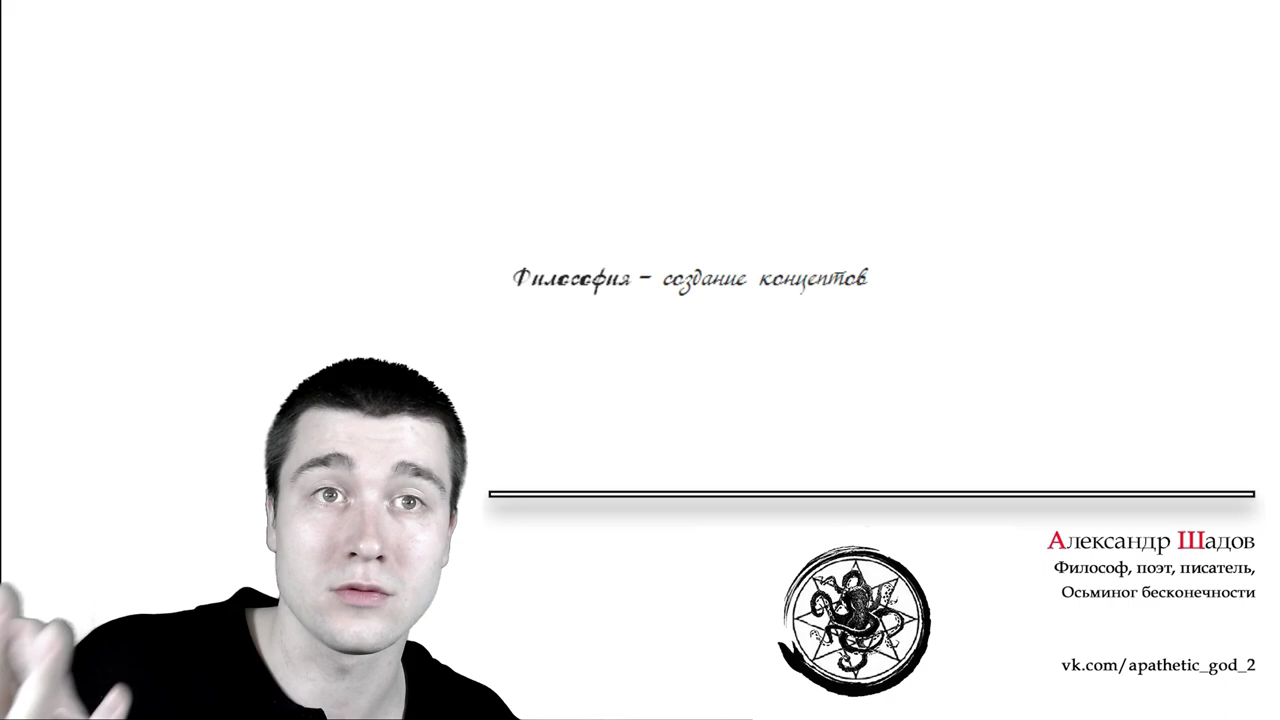 Философия – создание концептов
Александр Шадов
Философ, поэт, писатель,
Осьминог бесконечности
vk.com/apathetic_god_2